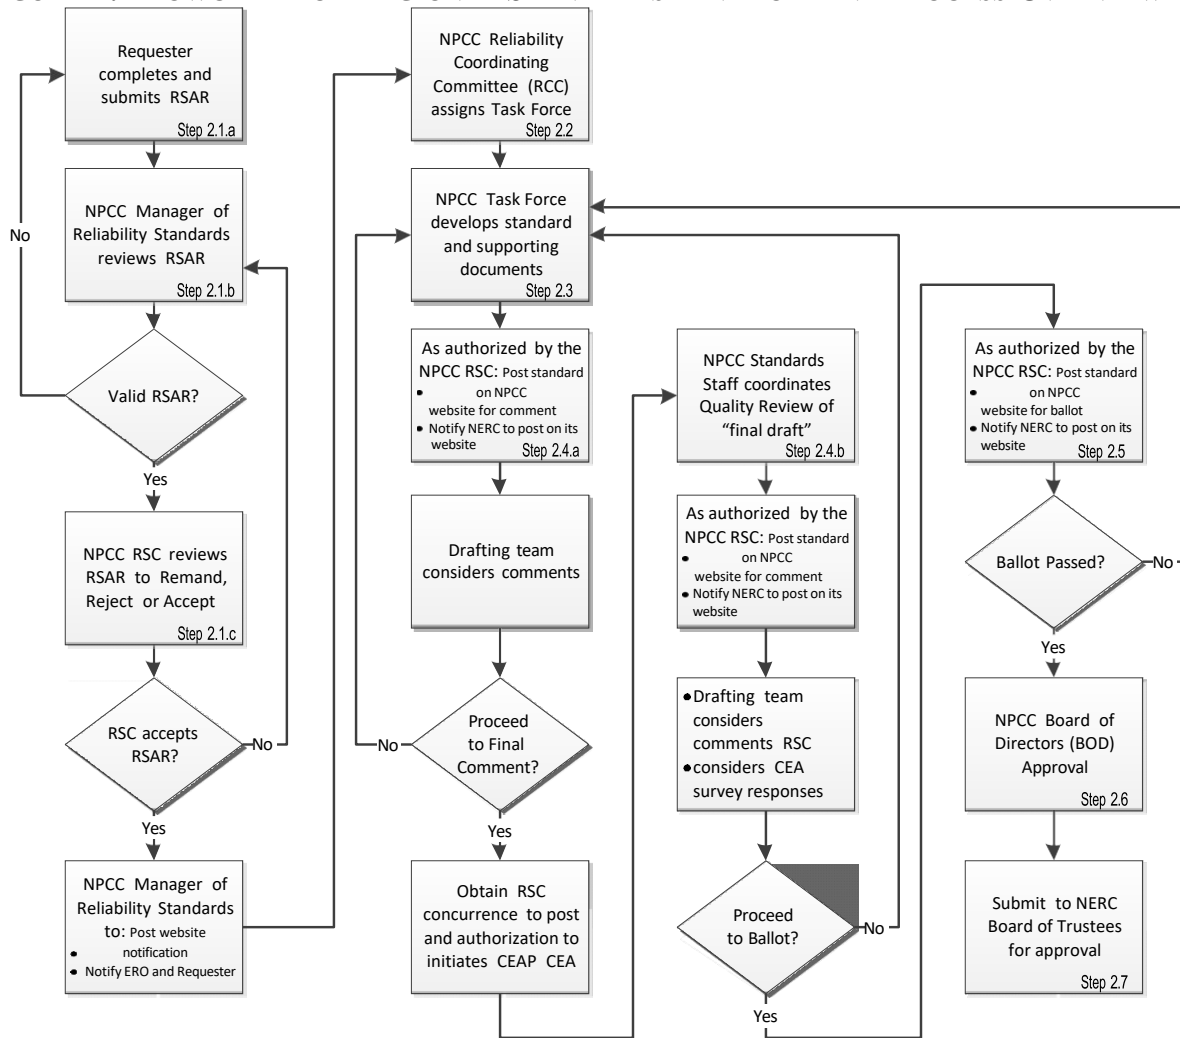 Requester
completes and
submits RSAR
Step 2.1.a
No
NPCC Manager of
Reliability Standards
reviews RSAR
Step 2.1.b
Valid RSAR?
Yes
NPCC RSC reviews
RSAR to Remand,
Reject or Accept
Step 2.1.c
RSC accepts
RSAR?
No
Yes
NPCC Manager of
Reliability Standards
to: Post website
• notification
• Notify ERO and Requester
NPCC Reliability
Coordinating
Committee (RCC)
assigns Task Force
Step 2.2
NPCC Task Force
develops standard
and supporting
documents
Step 2.3
As authorized by the
NPCC RSC: Post standard
• on NPCC
website for comment
• Notify NERC to post on its
website
Step 2.4.a
Drafting team
considers comments
Proceed
to Final
Comment?
No
Yes
Obtain RSC
concurrence to post
and authorization to
initiates CEAP CEA
NPCC Standards
Staff coordinates
Quality Review of
“final draft”
Step 2.4.b
As authorized by the
NPCC RSC: Post standard
• on NPCC
website for comment
• Notify NERC to post on its
website
• Drafting team
considers
comments RSC
• considers CEA
survey responses
Proceed
to Ballot?
No
Yes
As authorized by the
NPCC RSC: Post standard
• on NPCC
website for ballot
• Notify NERC to post on its
website
Step 2.5
Ballot Passed?
No
Yes
NPCC Board of
Directors (BOD)
Approval
Step 2.6
Submit to NERC
Board of Trustees
for approval
Step 2.7